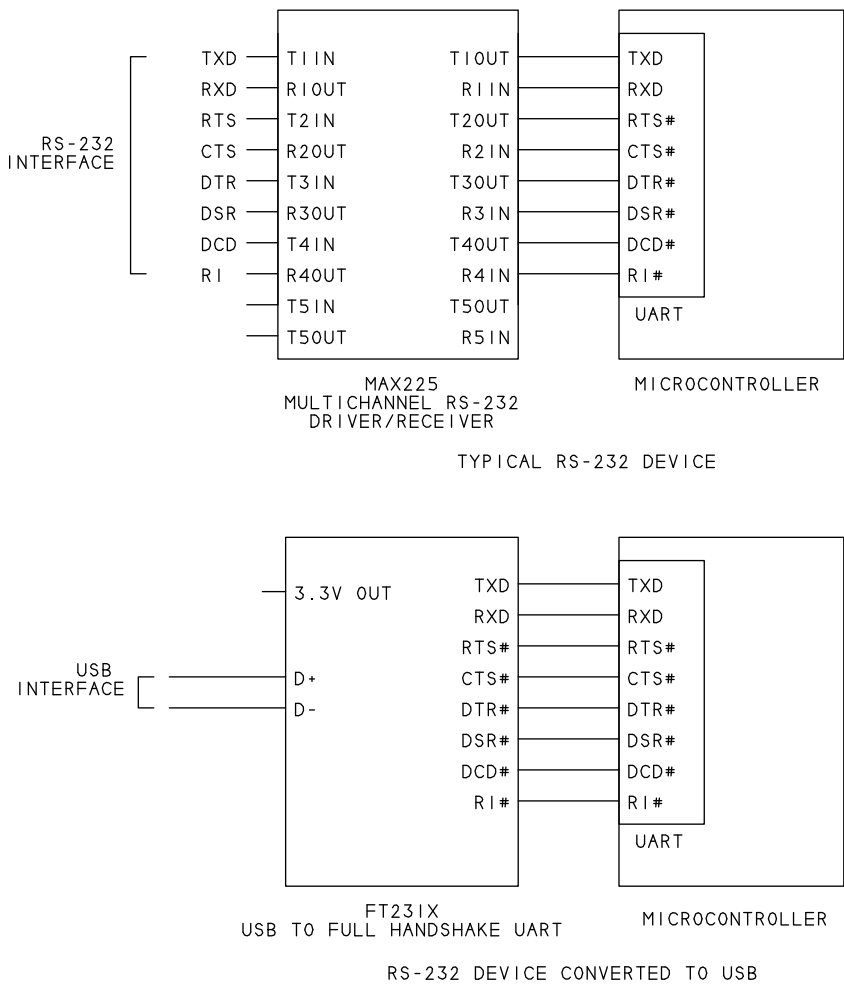 TXD T1IN T1OUT TXD
RXD R1OUT R1IN RXD
RTS T2IN T2OUT RTS#
RS-232
INTERFACE
CTS R2OUT R2IN CTS#
DTR T3IN T3OUT DTR#
DSR R3OUT R3IN DSR#
DCD T4IN T4OUT DCD#
RI R4OUT R4IN RI#
T5IN T5OUT
UART
T5OUT R5IN
MAX225
MULTICHANNEL RS-232
DRIVER/RECEIVER
MICROCONTROLLER
TYPICAL RS-232 DEVICE
3.3V OUT TXD TXD
RXD RXD
RTS# RTS#
USB
INTERFACE
D+ CTS# CTS#
D- DTR# DTR#
DSR# DSR#
DCD# DCD#
RI# RI#
UART
FT231X
USB TO FULL HANDSHAKE UART
MICROCONTROLLER
RS-232 DEVICE CONVERTED TO USB